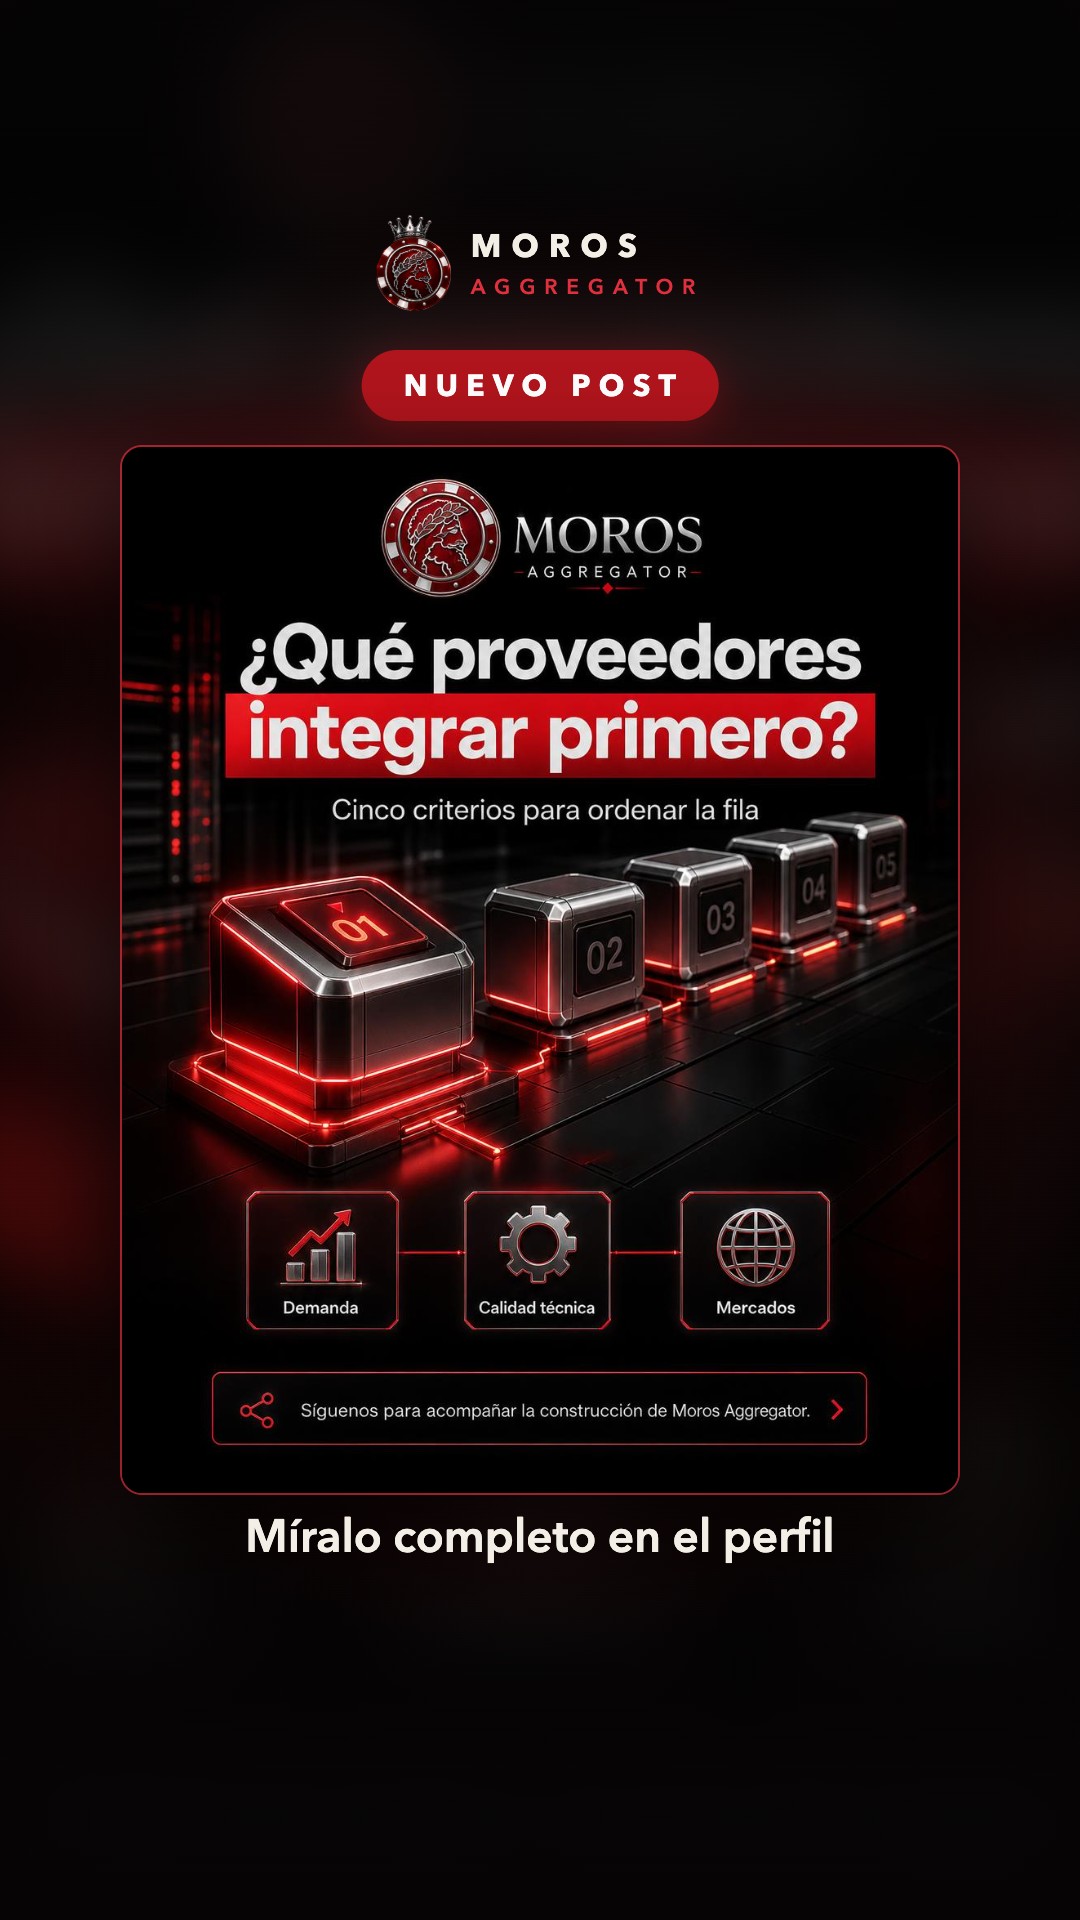 MOROS
AGGREGATOR
NUEVO POST
MOROS
AGGREGATOR
¿Qué proveedores
integrar primero?
Cinco criterios para ordenar la fila
01
02
03
04
05
Demanda
Calidad técnica
Mercados
Síguenos para acompañar la construcción de Moros Aggregator.
Míralo completo en el perfil